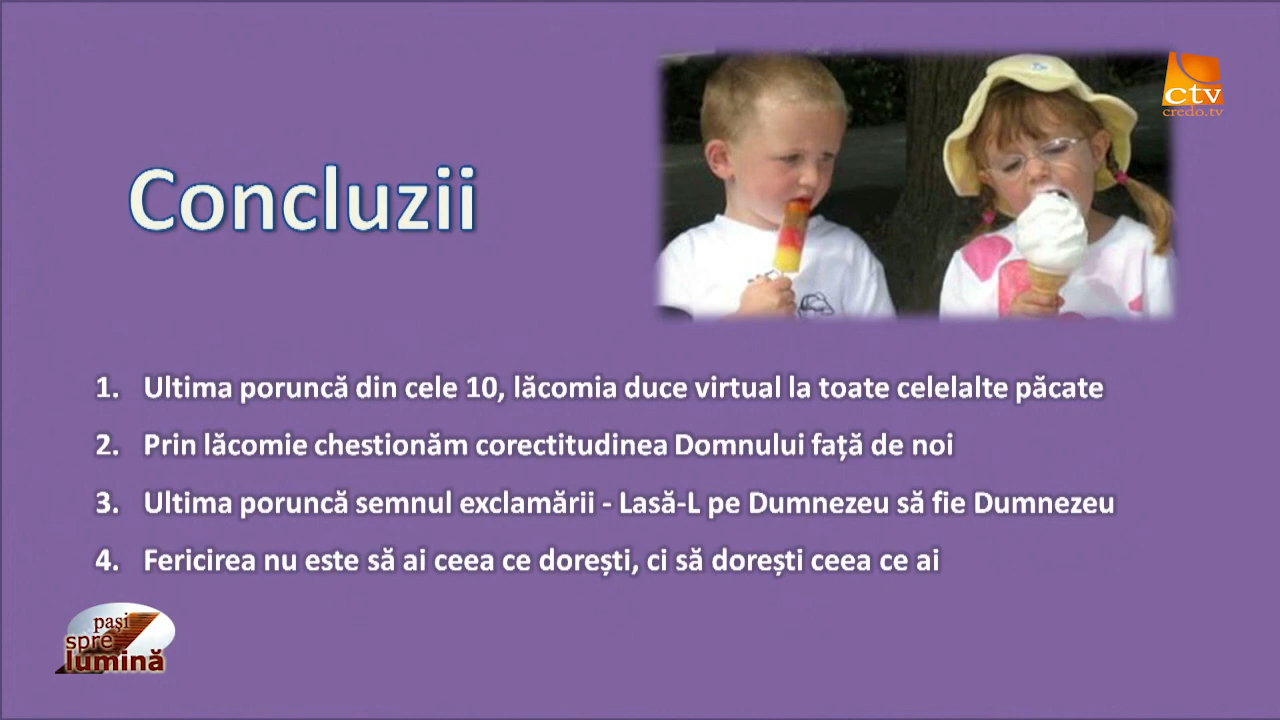 ctv
credo.tv
Concluzii
1. Ultima poruncă din cele 10, lăcomia duce virtual la toate celelalte păcate
2. Prin lăcomie chestionăm corectitudinea Domnului față de noi
3. Ultima poruncă semnul exclamării - Lasă-L pe Dumnezeu să fie Dumnezeu
4. Fericirea nu este să ai ceea ce dorești, ci să dorești ceea ce ai
pași
spre
lumină